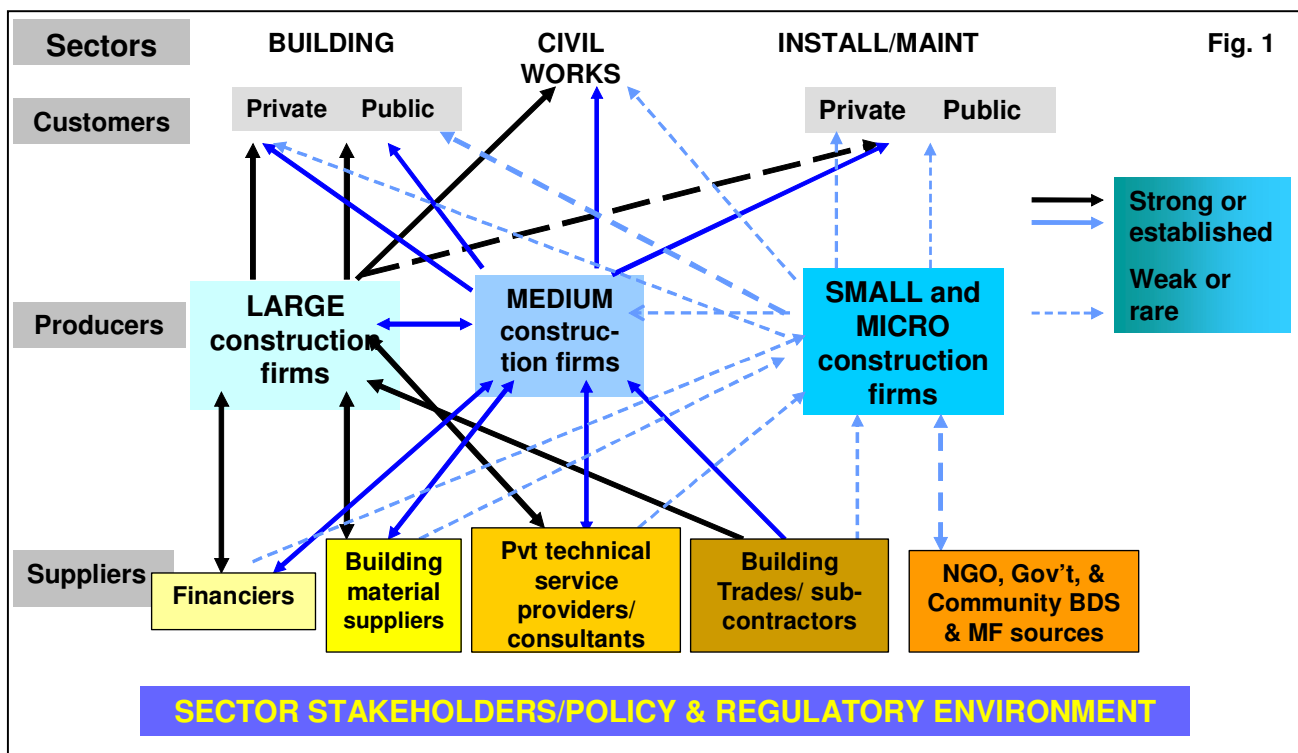 Sectors
BUILDING
CIVIL
WORKS
INSTALL/MAINT
Fig. 1
Customers
Private Public
Private Public
Strong or
established
Weak or
rare
Producers
LARGE
construction
firms
MEDIUM
construc-
tion firms
SMALL and
MICRO
construction
firms
Suppliers
Financiers
Building
material
suppliers
Pvt technical
service
providers/
consultants
Building
Trades/ sub-
contractors
NGO, Gov't, &
Community BDS
& MF sources
SECTOR STAKEHOLDERS/POLICY & REGULATORY ENVIRONMENT